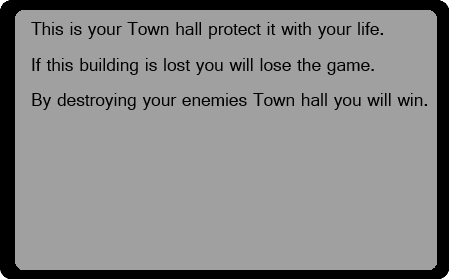 This is your Town hall protect it with your life.
If this building is lost you will lose the game.
By destroying your enemies Town hall you will win.